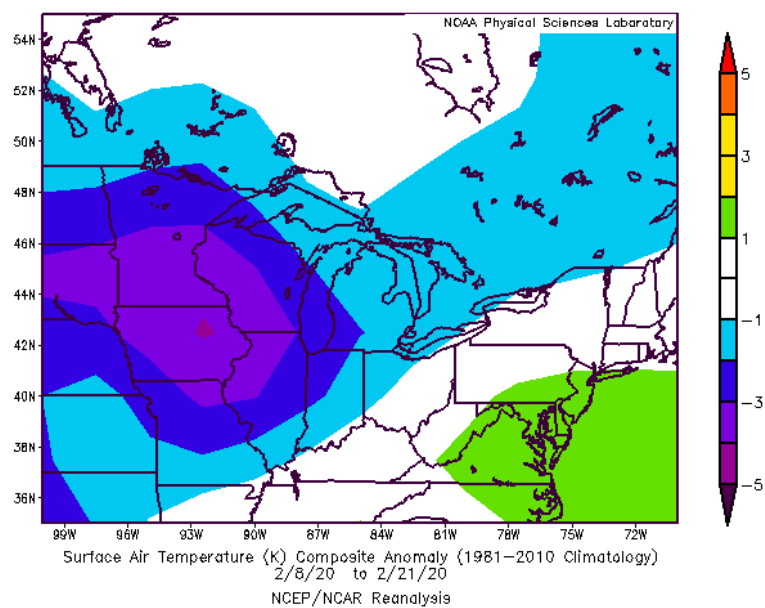 NOAA Physical Sciences Laboratory
54N
52N
50N
48N
46N
44N
42N
40N
38N
36N
99W 96W 93W 90W 87W 84W 81W 78W 75W 72W
5
3
1
-1
-3
-5
Surface Air Temperature (K) Composite Anomaly (1981-2010 Climatology)
2/8/20 to 2/21/20
NCEP/NCAR Reanalysis